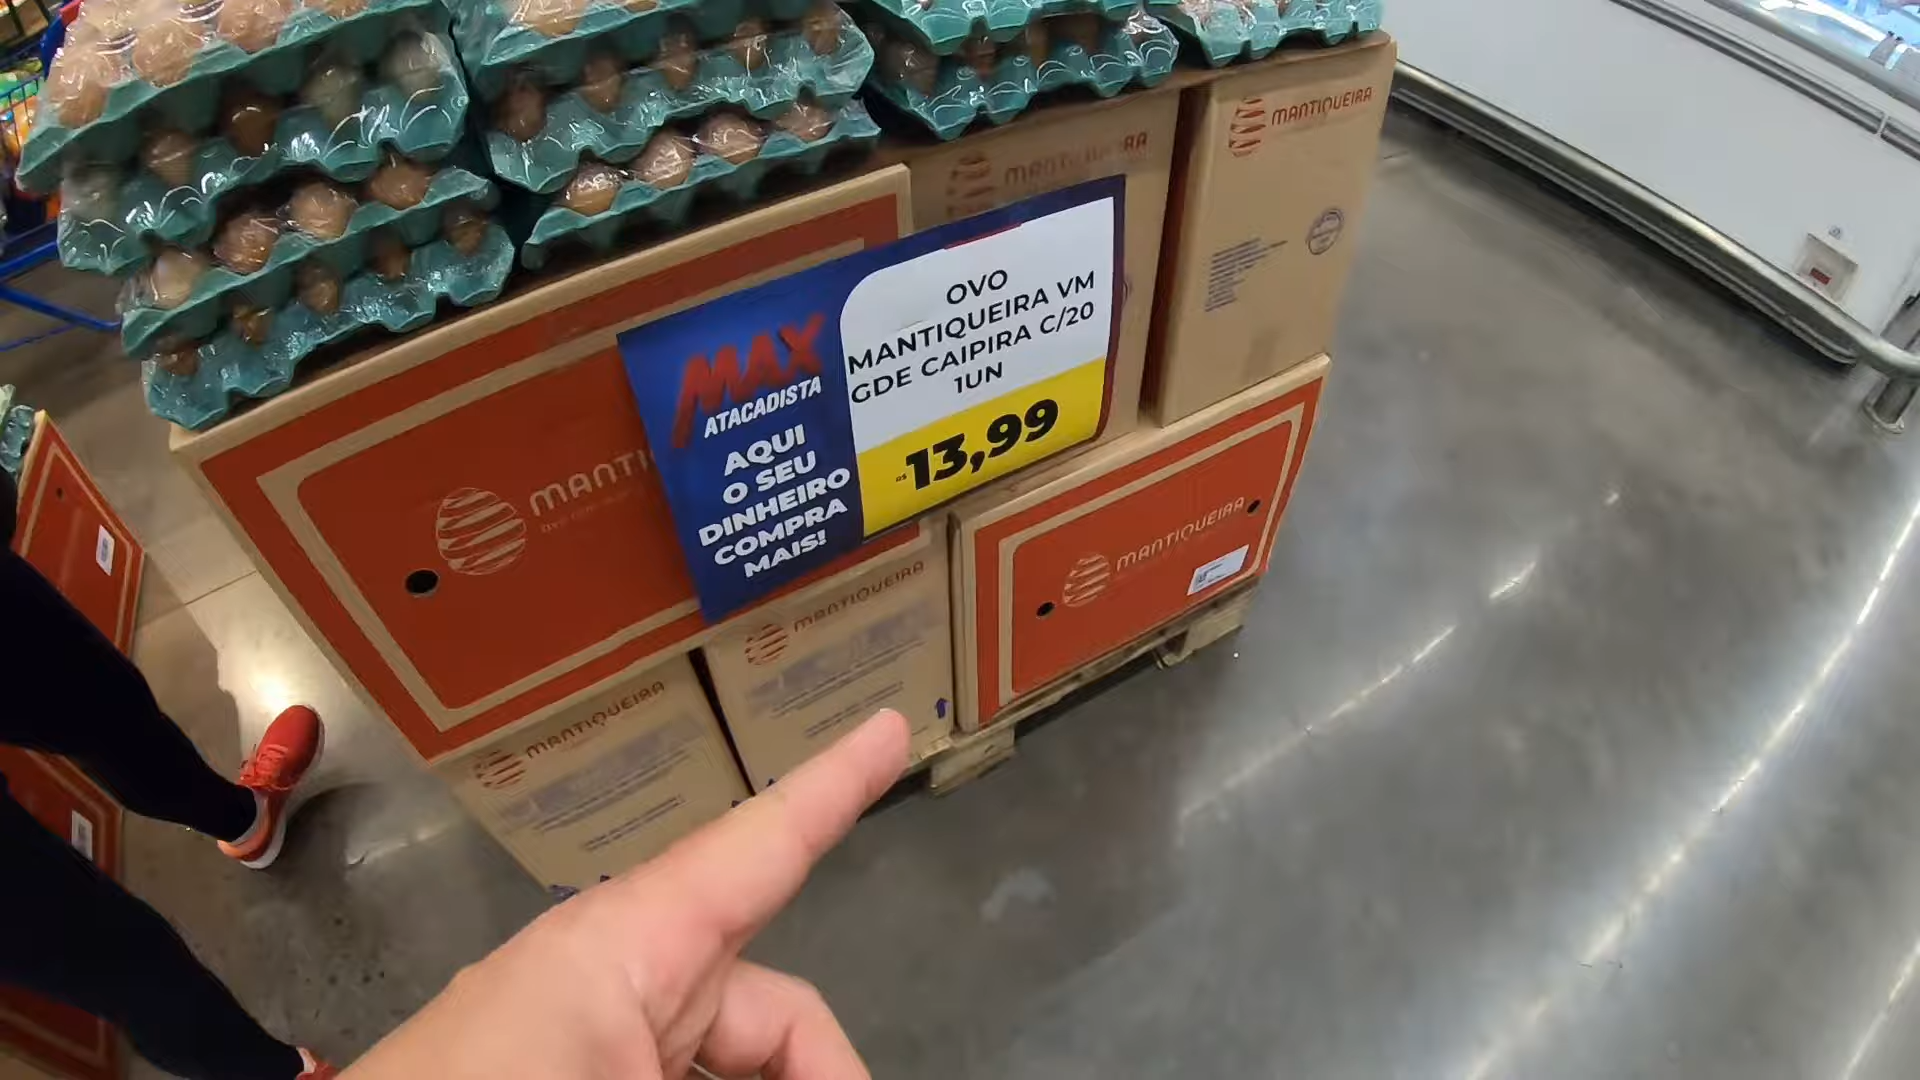 MANTIQUEIRA
MANTIQUEIRA
OVO
MANTIQUEIRA VM
GDE CAIPIRA C/20
1UN
R$13,99
MAX
ATACADISTA
AQUI
O SEU
DINHEIRO
COMPRA
MAIS!
MANTI
MANTIQUEIRA
MANTIQUEIRA
MANTIQUEIRA